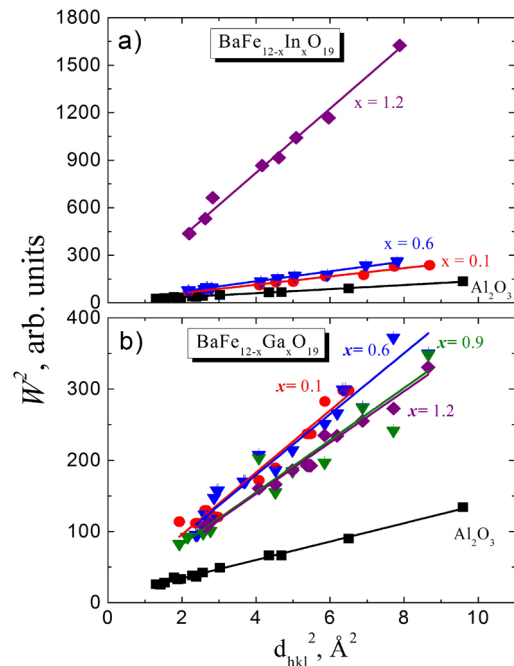 a)
BaFe₁₂₋ₓInₓO₁₉
1800
1500
1200
900
600
300
0
x = 1.2
x = 0.6
x = 0.1
Al₂O₃
W², arb. units
b)
BaFe₁₂₋ₓGaₓO₁₉
400
300
200
100
0
x= 0.1
x= 0.6
x= 0.9
x= 1.2
Al₂O₃
0 2 4 6 8 10
dₕₖₗ², Å²